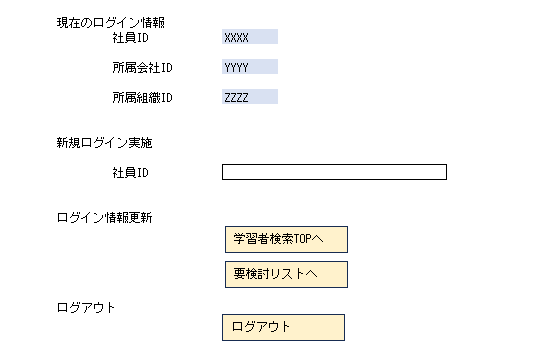 現在のログイン情報
社員ID XXXX
所属会社ID YYYY
所属組織ID ZZZZ
新規ログイン実施
社員ID
ログイン情報更新
学習者検索TOPへ
要検討リストへ
ログアウト
ログアウト